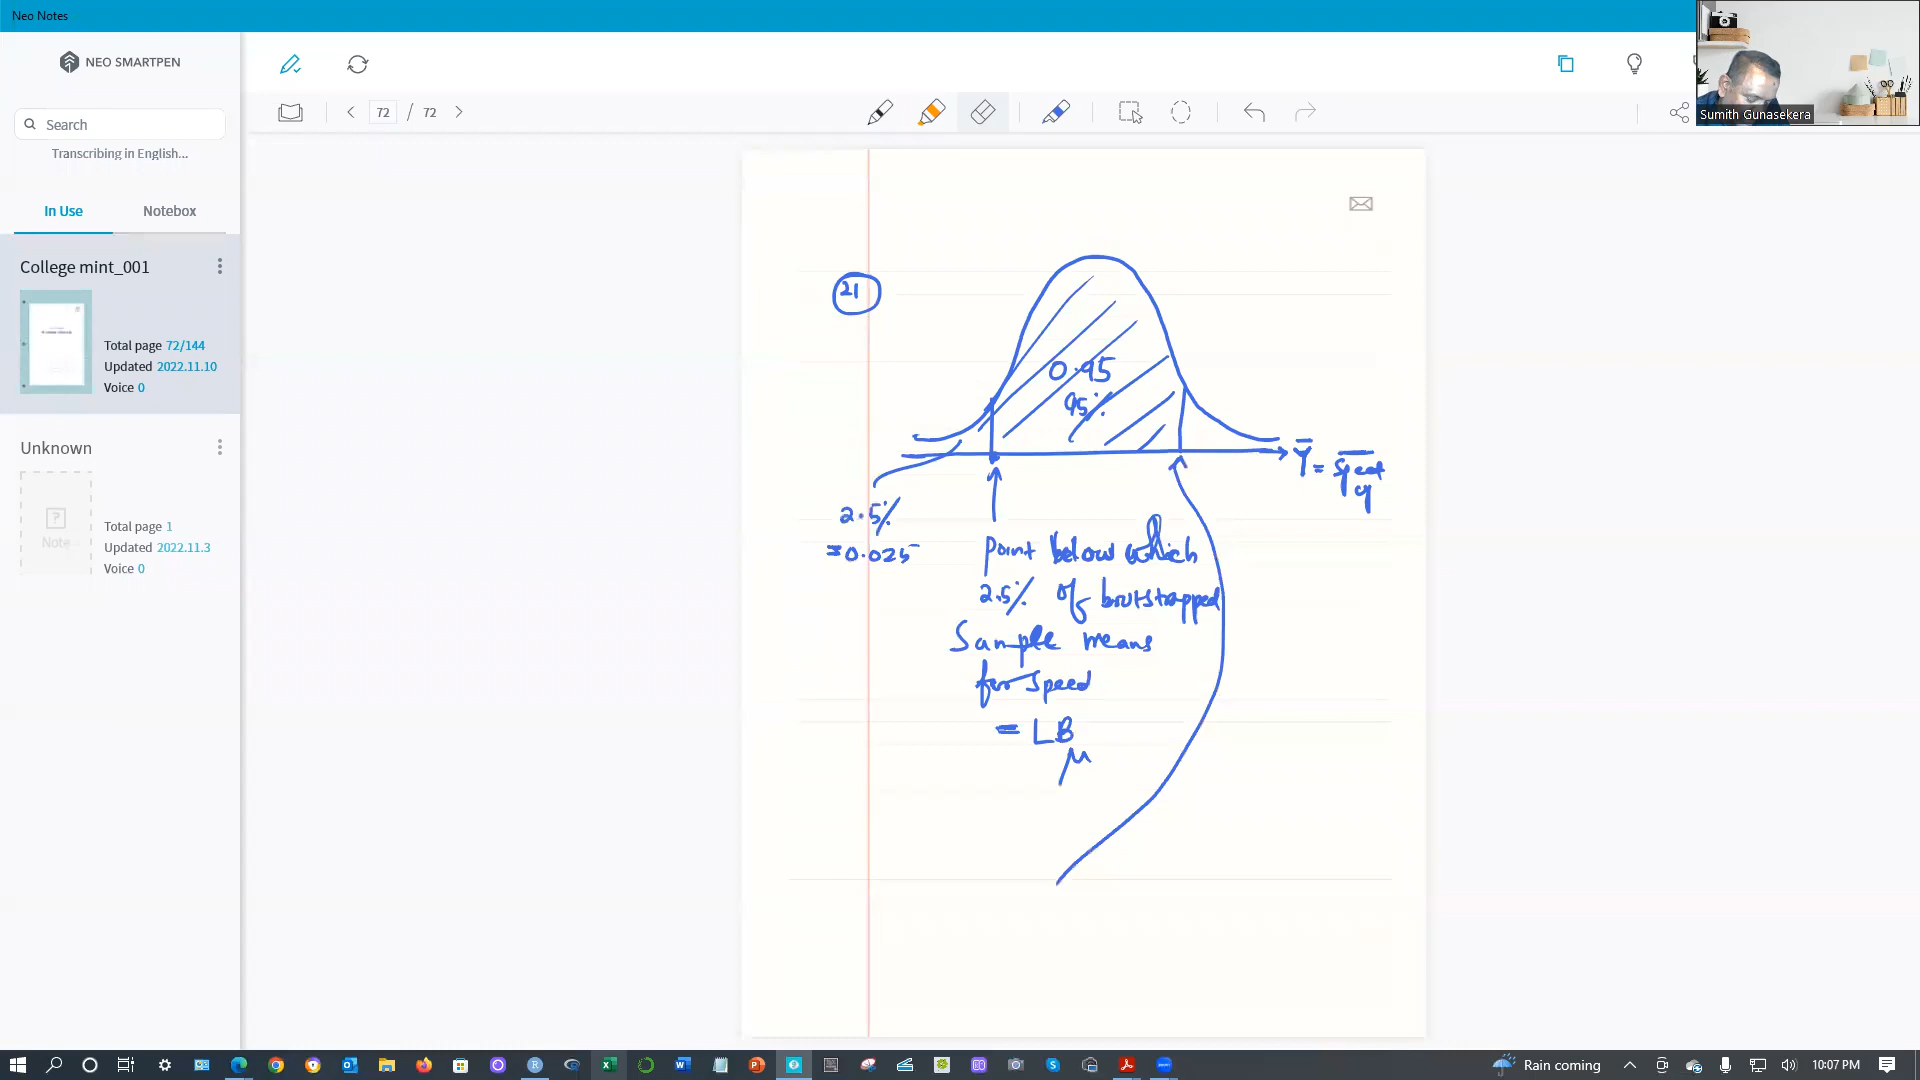 Neo Notes
NEO SMARTPEN
Search
Transcribing in English...
In Use
Notebox
College mint_001
Total page 72/144
Updated 2022.11.10
Voice 0
Unknown
Note
Total page 1
Updated 2022.11.3
Voice 0
72 / 72
Sumith Gunasekera
21
0.95
95%
2.5%
=0.025
point below which
2.5% of bootstrapped
Sample means
for speed
= LB
μ
Rain coming
10:07 PM